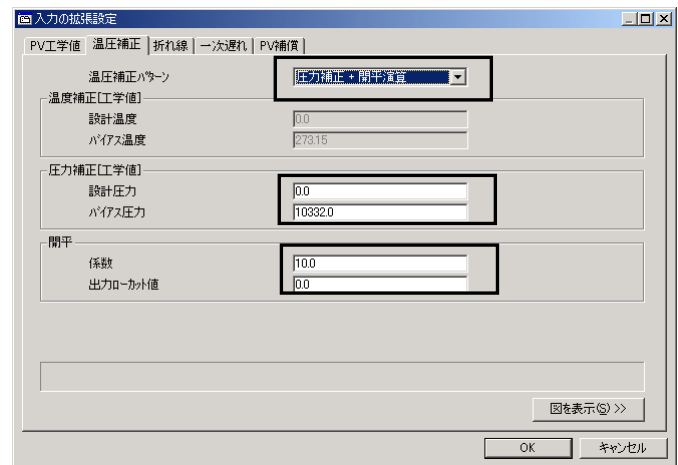 入力の拡張設定
PV工学値 温圧補正 折れ線 一次遅れ PV補償
温圧補正パターン 圧力補正 + 開平演算
温度補正[工学値]
設計温度 0.0
バイアス温度 273.15
圧力補正[工学値]
設計圧力 0.0
バイアス圧力 10332.0
開平
係数 10.0
出力ローカット値 0.0
図を表示(S) >>
OK キャンセル